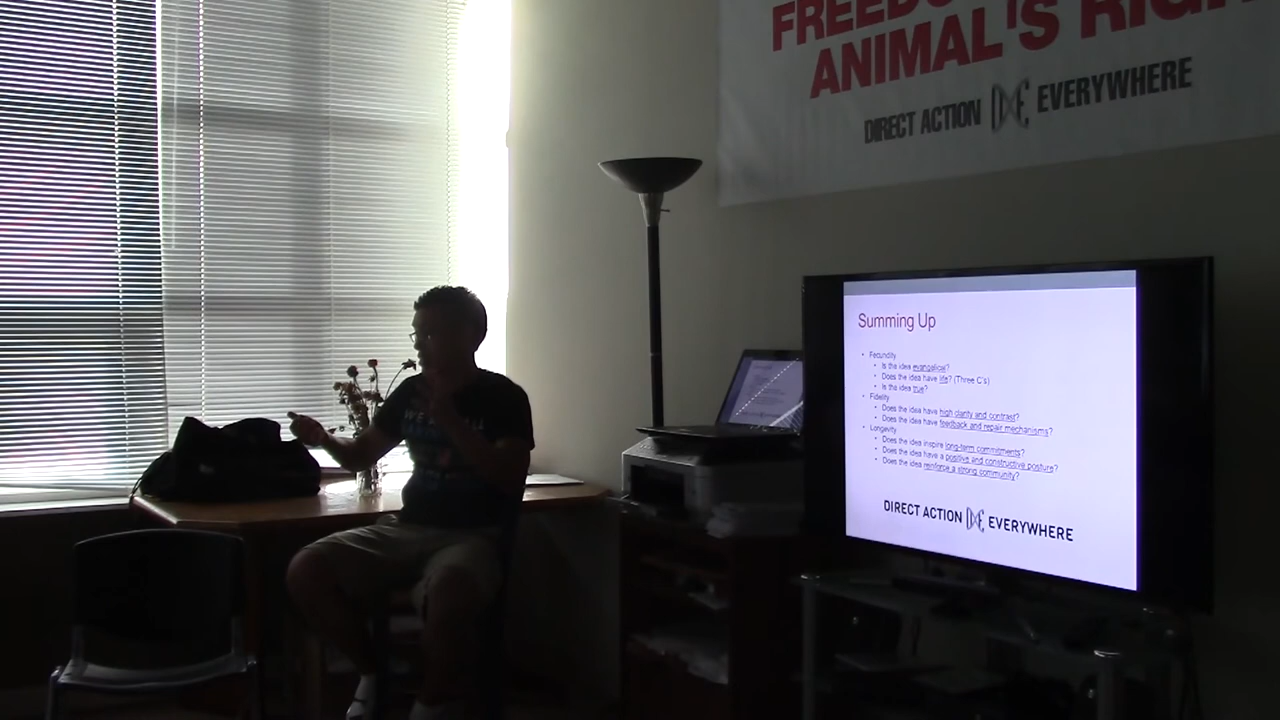 FREEDO
ANIMAL'S RIGH
DIRECT ACTION EVERYWHERE
WE
ALL
Summing Up
• Fecundity
• Is the idea evangelical?
• Does the idea have life? (Three C's)
• Is the idea true?
• Fidelity
• Does the idea have high clarity and contrast?
• Does the idea have feedback and repair mechanisms?
• Longevity
• Does the idea inspire long-term commitments?
• Does the idea have a positive and constructive posture?
• Does the idea reinforce a strong community?
DIRECT ACTION EVERYWHERE